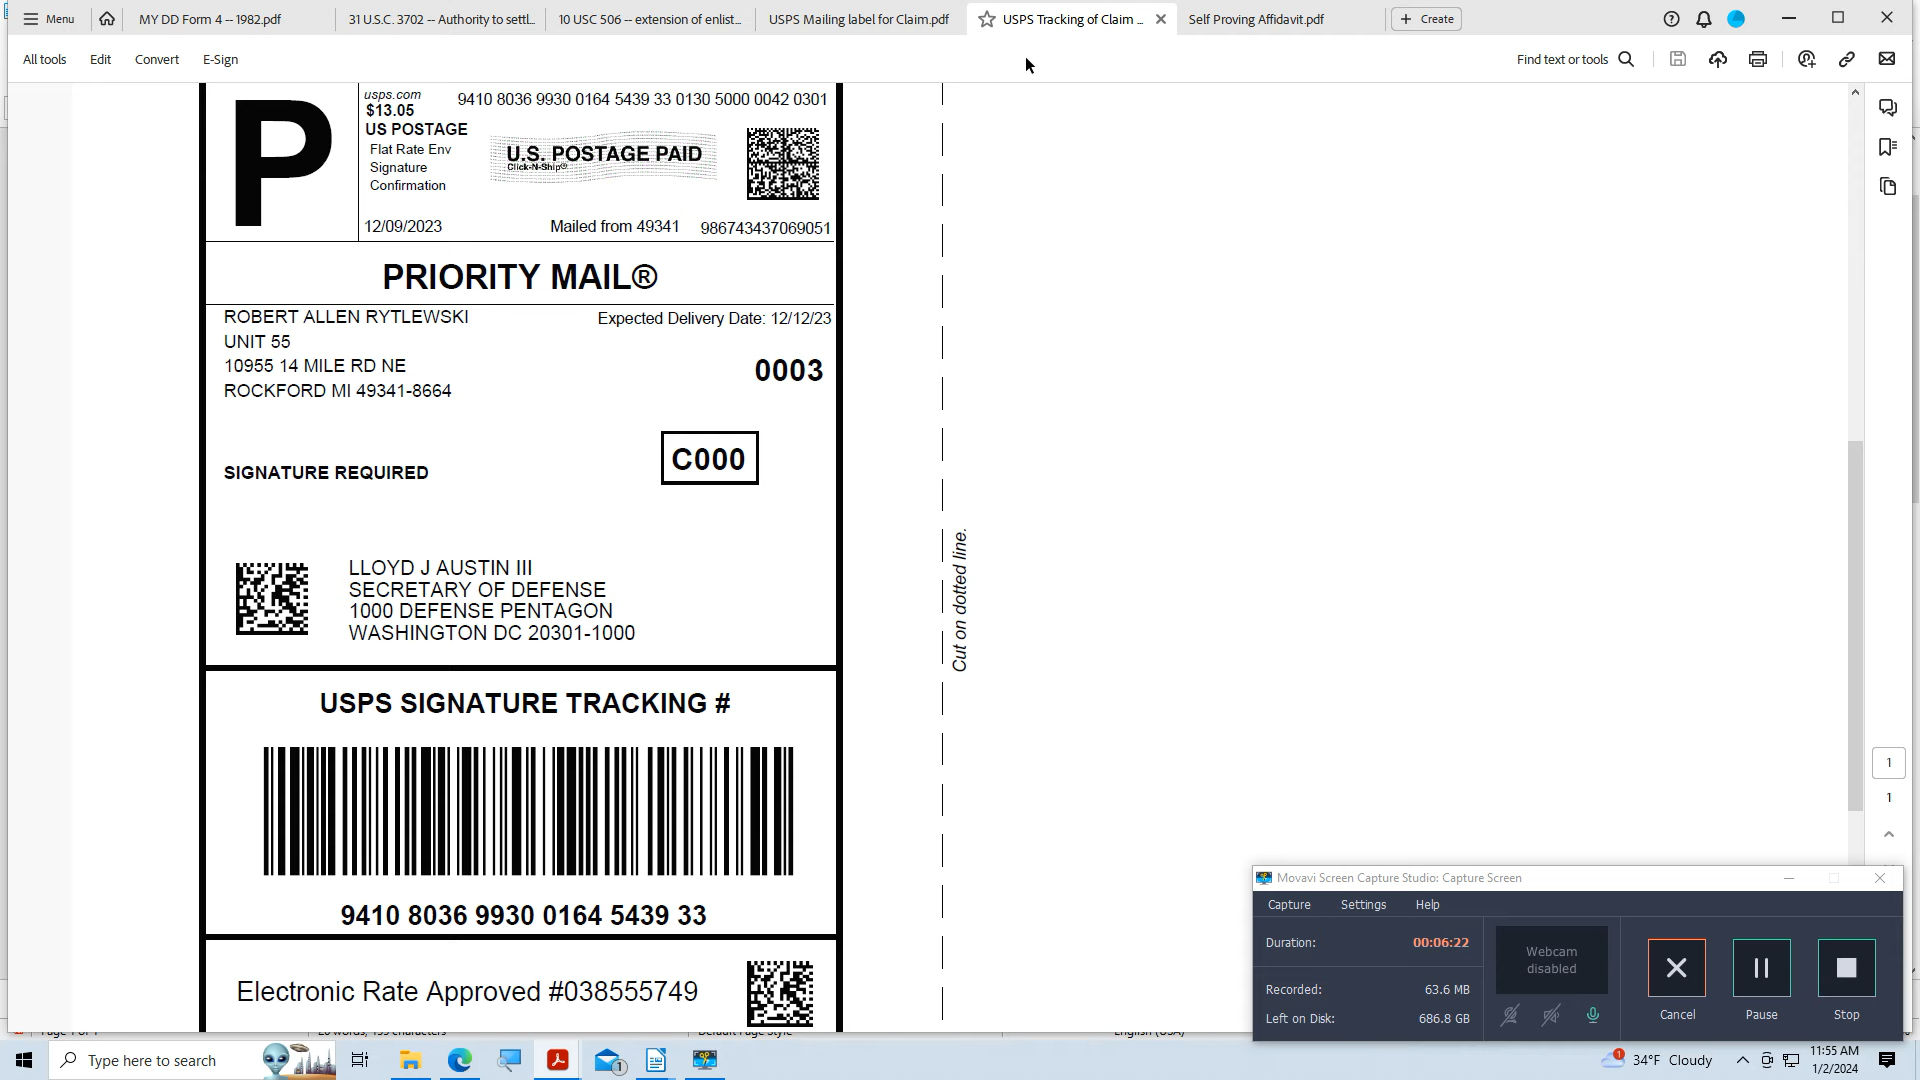 Menu
MY DD Form 4 -- 1982.pdf
31 U.S.C. 3702 -- Authority to settl...
10 USC 506 -- extension of enlist...
USPS Mailing label for Claim.pdf
USPS Tracking of Claim ...
Self Proving Affidavit.pdf
+ Create
All tools
Edit
Convert
E-Sign
Find text or tools
P
usps.com
$13.05
US POSTAGE
Flat Rate Env
Signature
Confirmation
9410 8036 9930 0164 5439 33 0130 5000 0042 0301
U.S. POSTAGE PAID
Click-N-Ship®
12/09/2023
Mailed from 49341
986743437069051
PRIORITY MAIL®
ROBERT ALLEN RYTLEWSKI
UNIT 55
10955 14 MILE RD NE
ROCKFORD MI 49341-8664
Expected Delivery Date: 12/12/23
0003
C000
SIGNATURE REQUIRED
LLOYD J AUSTIN III
SECRETARY OF DEFENSE
1000 DEFENSE PENTAGON
WASHINGTON DC 20301-1000
USPS SIGNATURE TRACKING #
9410 8036 9930 0164 5439 33
Electronic Rate Approved #038555749
Cut on dotted line.
1
1
Movavi Screen Capture Studio: Capture Screen
Capture
Settings
Help
Duration:
00:06:22
Recorded:
63.6 MB
Left on Disk:
686.8 GB
Webcam
disabled
Cancel
Pause
Stop
Type here to search
1
1
34°F Cloudy
11:55 AM
1/2/2024